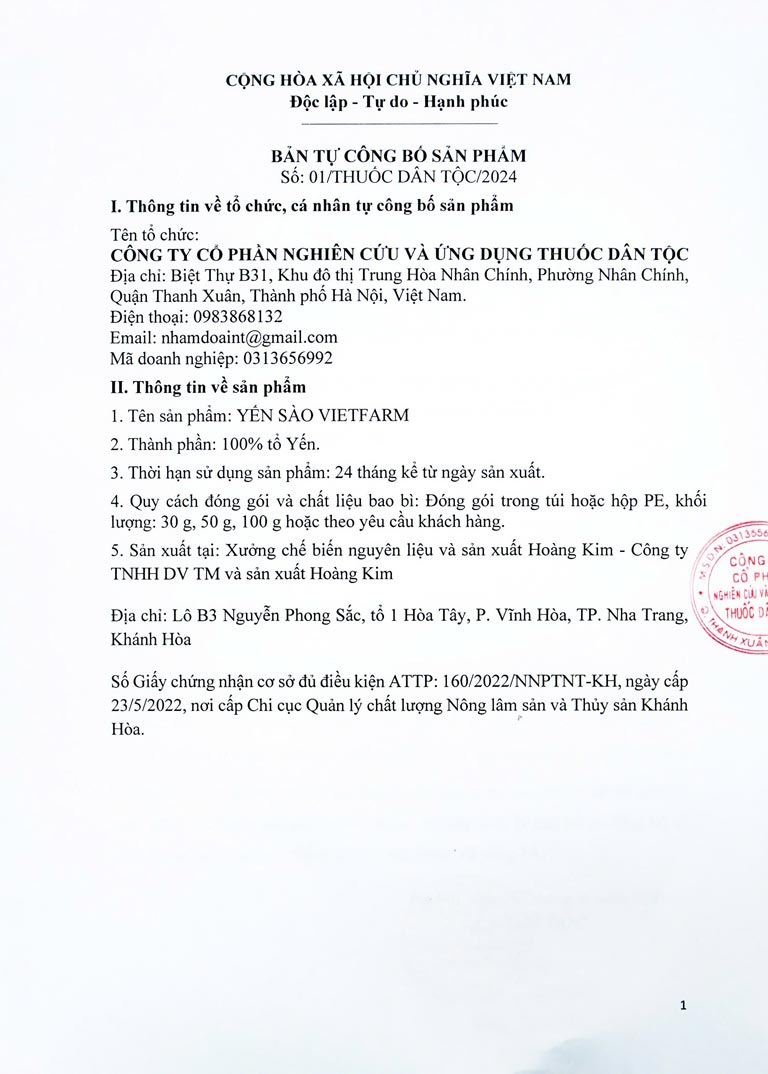 CỘNG HÒA XÃ HỘI CHỦ NGHĨA VIỆT NAM
Độc lập - Tự do - Hạnh phúc
BẢN TỰ CÔNG BỐ SẢN PHẨM
Số: 01/THUỐC DÂN TỘC/2024
I. Thông tin về tổ chức, cá nhân tự công bố sản phẩm
Tên tổ chức:
CÔNG TY CỔ PHẦN NGHIÊN CỨU VÀ ỨNG DỤNG THUỐC DÂN TỘC
Địa chỉ: Biệt Thự B31, Khu đô thị Trung Hòa Nhân Chính, Phường Nhân Chính,
Quận Thanh Xuân, Thành phố Hà Nội, Việt Nam.
Điện thoại: 0983868132
Email: nhamdoaint@gmail.com
Mã doanh nghiệp: 0313656992
II. Thông tin về sản phẩm
1. Tên sản phẩm: YẾN SÀO VIETFARM
2. Thành phần: 100% tổ Yến.
3. Thời hạn sử dụng sản phẩm: 24 tháng kể từ ngày sản xuất.
4. Quy cách đóng gói và chất liệu bao bì: Đóng gói trong túi hoặc hộp PE, khối
lượng: 30 g, 50 g, 100 g hoặc theo yêu cầu khách hàng.
5. Sản xuất tại: Xưởng chế biến nguyên liệu và sản xuất Hoàng Kim - Công ty
TNHH DV TM và sản xuất Hoàng Kim
Địa chỉ: Lô B3 Nguyễn Phong Sắc, tổ 1 Hòa Tây, P. Vĩnh Hòa, TP. Nha Trang,
Khánh Hòa
Số Giấy chứng nhận cơ sở đủ điều kiện ATTP: 160/2022/NNPTNT-KH, ngày cấp
23/5/2022, nơi cấp Chi cục Quản lý chất lượng Nông lâm sản và Thủy sản Khánh
Hòa.
M.S.D.N: 031365
CÔNG
CỔ PH
NGHIÊN CỨU VÀ
THUỐC DÂ
THANH XUÂN
1